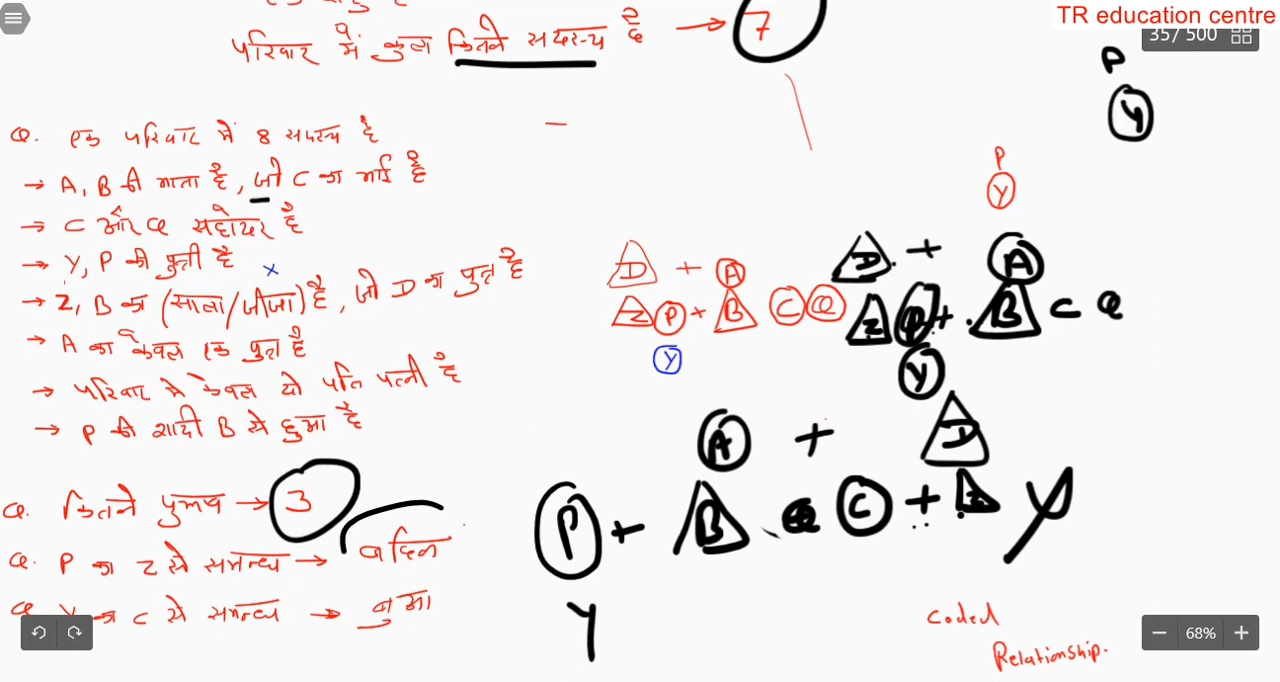 TR education centre
35/500
परिवार में कुल कितने सदस्य है → 7
Q. एक परिवार में 8 सदस्य है
→ A, B की माता है, जो C का भाई है
→ C और Q सहोदर है
→ Y, P की पुत्री है
→ Z, B का (साला/जीजा) है, जो D का पुत्र है
→ A का केवल एक पुत्र है
→ परिवार में केवल दो पति पत्नी है
→ P की शादी B से हुआ है
Q. कितने पुरुष → 3
Q. P का Z से सम्बन्ध → बहिन
Q Y का C से सम्बन्ध → बुआ
P
Y
P
Y
D + A
Z P + B C Q
Y
D + A
Z P + B C Q
Y
A + D
P + B Q C + Z Y
Y
Coded
Relationship.
68%